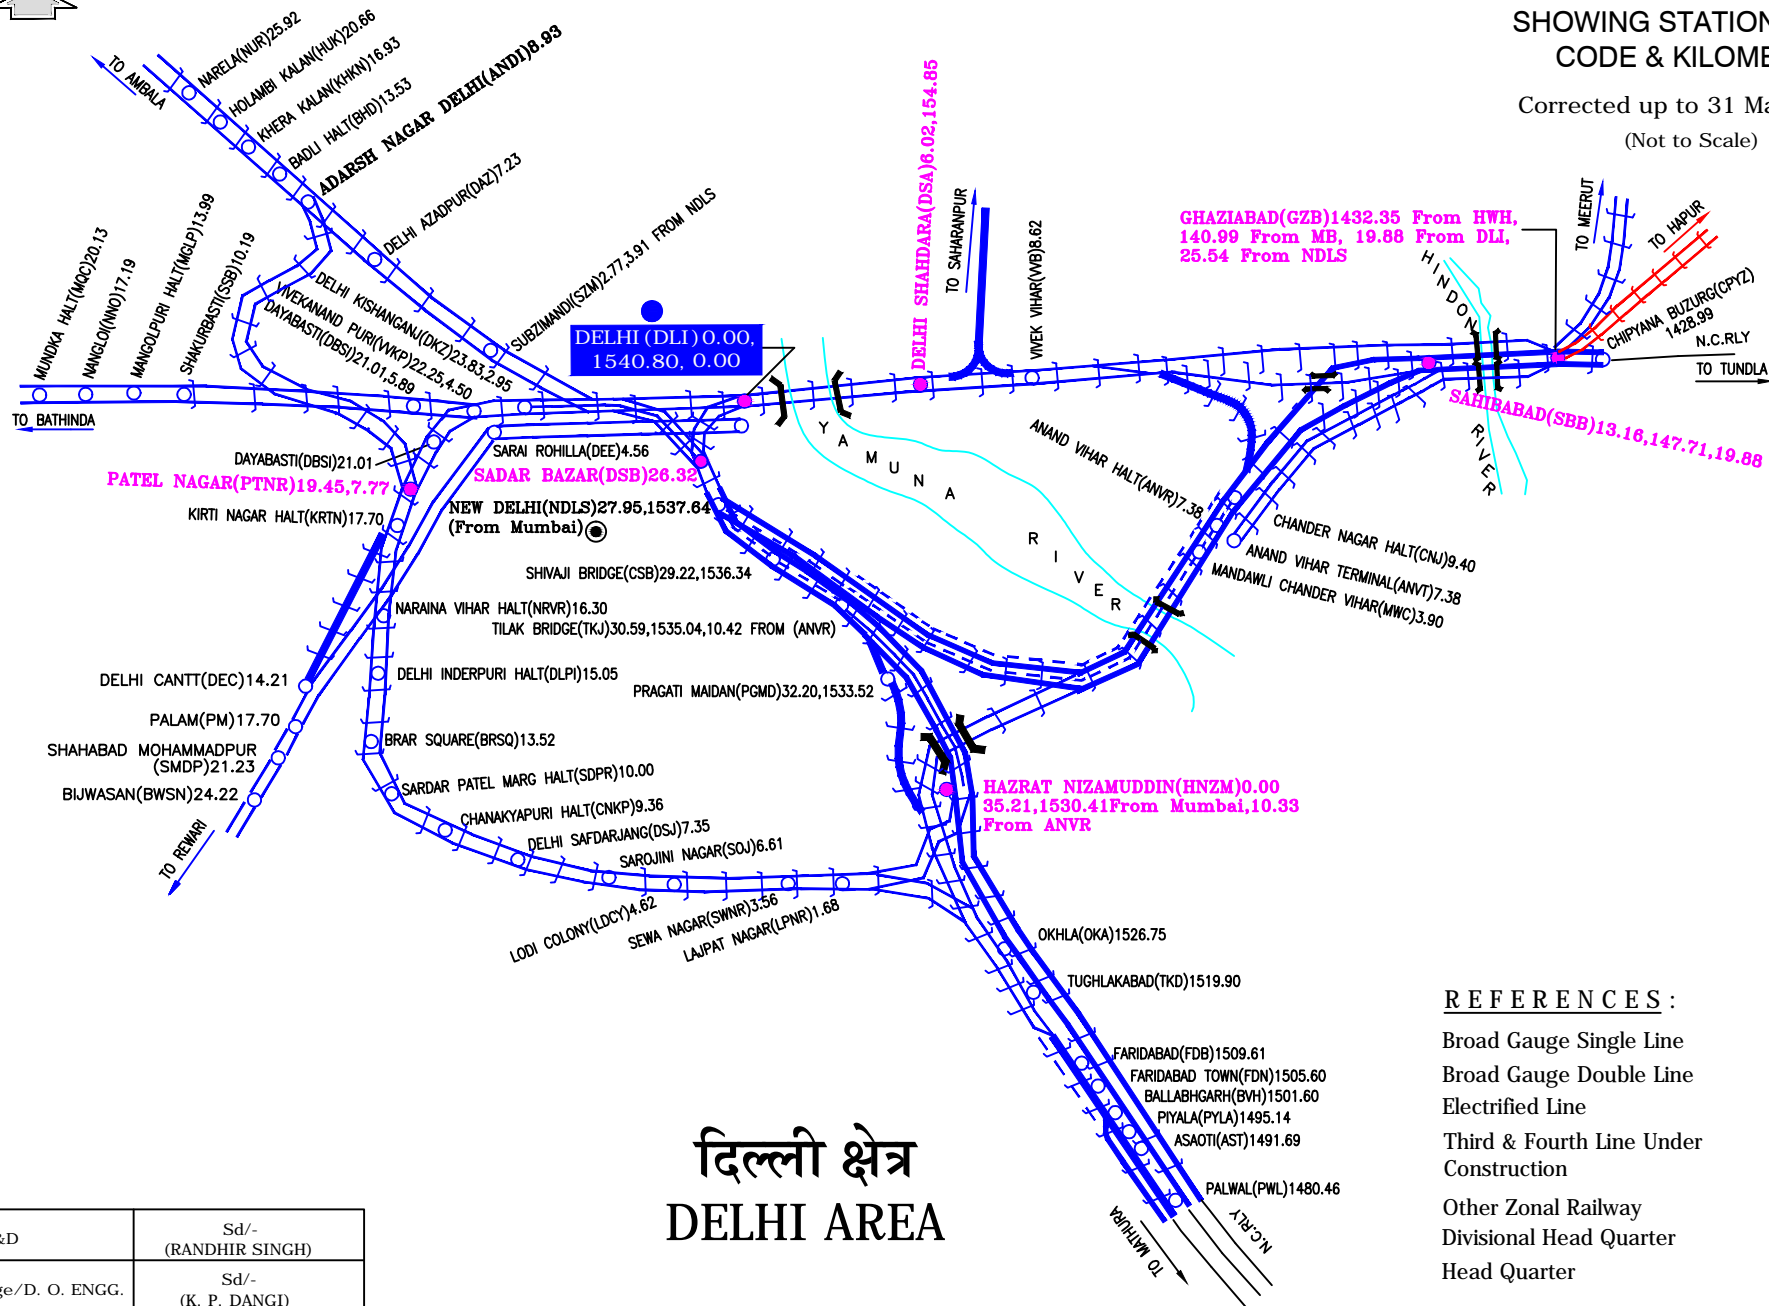 SHOWING STATION
CODE & KILOME
Corrected up to 31 Ma
(Not to Scale)
TO AMBALA
NARELA(NUR)25.92
HOLAMBI KALAN(HUK)20.66
KHERA KALAN(KHKN)16.93
BADLI HALT(BHD)13.53
ADARSH NAGAR DELHI(ANDI)8.93
DELHI AZADPUR(DAZ)7.23
SUBZIMANDI(SZM)2.77,3.91 FROM NDLS
MUNDKA HALT(MQC)20.13
NANGLOI(NNO)17.19
MANGOLPURI HALT(MGLP)13.99
SHAKURBASTI(SSB)10.19
DELHI KISHANGANJ(DKZ)23.83,2.95
VIVEKANAND PURI(VVKP)22.25,4.50
DAYABASTI(DBSI)21.01,5.89
DELHI (DLI) 0.00,
1540.80, 0.00
DELHI SHAHDARA(DSA)6.02,154.85
TO SAHARANPUR
VIVEK VIHAR(VVB)8.62
GHAZIABAD(GZB)1432.35 From HWH,
140.99 From MB, 19.88 From DLI,
25.54 From NDLS
HINDON
RIVER
TO MEERUT
TO HAPUR
CHIPYANA BUZURG(CPYZ)
1428.99
N.C.RLY
TO TUNDLA
SAHIBABAD(SBB)13.16,147.71,19.88
TO BATHINDA
DAYABASTI(DBSI)21.01
PATEL NAGAR(PTNR)19.45,7.77
KIRTI NAGAR HALT(KRTN)17.70
SARAI ROHILLA(DEE)4.56
SADAR BAZAR(DSB)26.32
NEW DELHI(NDLS)27.95,1537.64
(From Mumbai)
YAMUNA
RIVER
ANAND VIHAR HALT(ANVR)7.38
CHANDER NAGAR HALT(CNJ)9.40
ANAND VIHAR TERMINAL(ANVT)7.38
MANDAWLI CHANDER VIHAR(MWC)3.90
SHIVAJI BRIDGE(CSB)29.22,1536.34
NARAINA VIHAR HALT(NRVR)16.30
TILAK BRIDGE(TKJ)30.59,1535.04,10.42 FROM (ANVR)
DELHI INDERPURI HALT(DLPI)15.05
PRAGATI MAIDAN(PGMD)32.20,1533.52
DELHI CANTT(DEC)14.21
PALAM(PM)17.70
SHAHABAD MOHAMMADPUR
(SMDP)21.23
BIJWASAN(BWSN)24.22
TO REWARI
BRAR SQUARE(BRSQ)13.52
SARDAR PATEL MARG HALT(SDPR)10.00
CHANAKYAPURI HALT(CNKP)9.36
DELHI SAFDARJANG(DSJ)7.35
SAROJINI NAGAR(SOJ)6.61
LODI COLONY(LDCY)4.62
SEWA NAGAR(SWNR)3.56
LAJPAT NAGAR(LPNR)1.68
HAZRAT NIZAMUDDIN(HNZM)0.00
35.21,1530.41From Mumbai,10.33
From ANVR
OKHLA(OKA)1526.75
TUGHLAKABAD(TKD)1519.90
FARIDABAD(FDB)1509.61
FARIDABAD TOWN(FDN)1505.60
BALLABHGARH(BVH)1501.60
PIYALA(PYLA)1495.14
ASAOTI(AST)1491.69
PALWAL(PWL)1480.46
TO MATHURA
N.C.RLY
दिल्ली क्षेत्र
DELHI AREA
REFERENCES :
Broad Gauge Single Line
Broad Gauge Double Line
Electrified Line
Third & Fourth Line Under
Construction
Other Zonal Railway
Divisional Head Quarter
Head Quarter
&D
Sd/-
(RANDHIR SINGH)
ge/D. O. ENGG.
Sd/-
(K. P. DANGI)